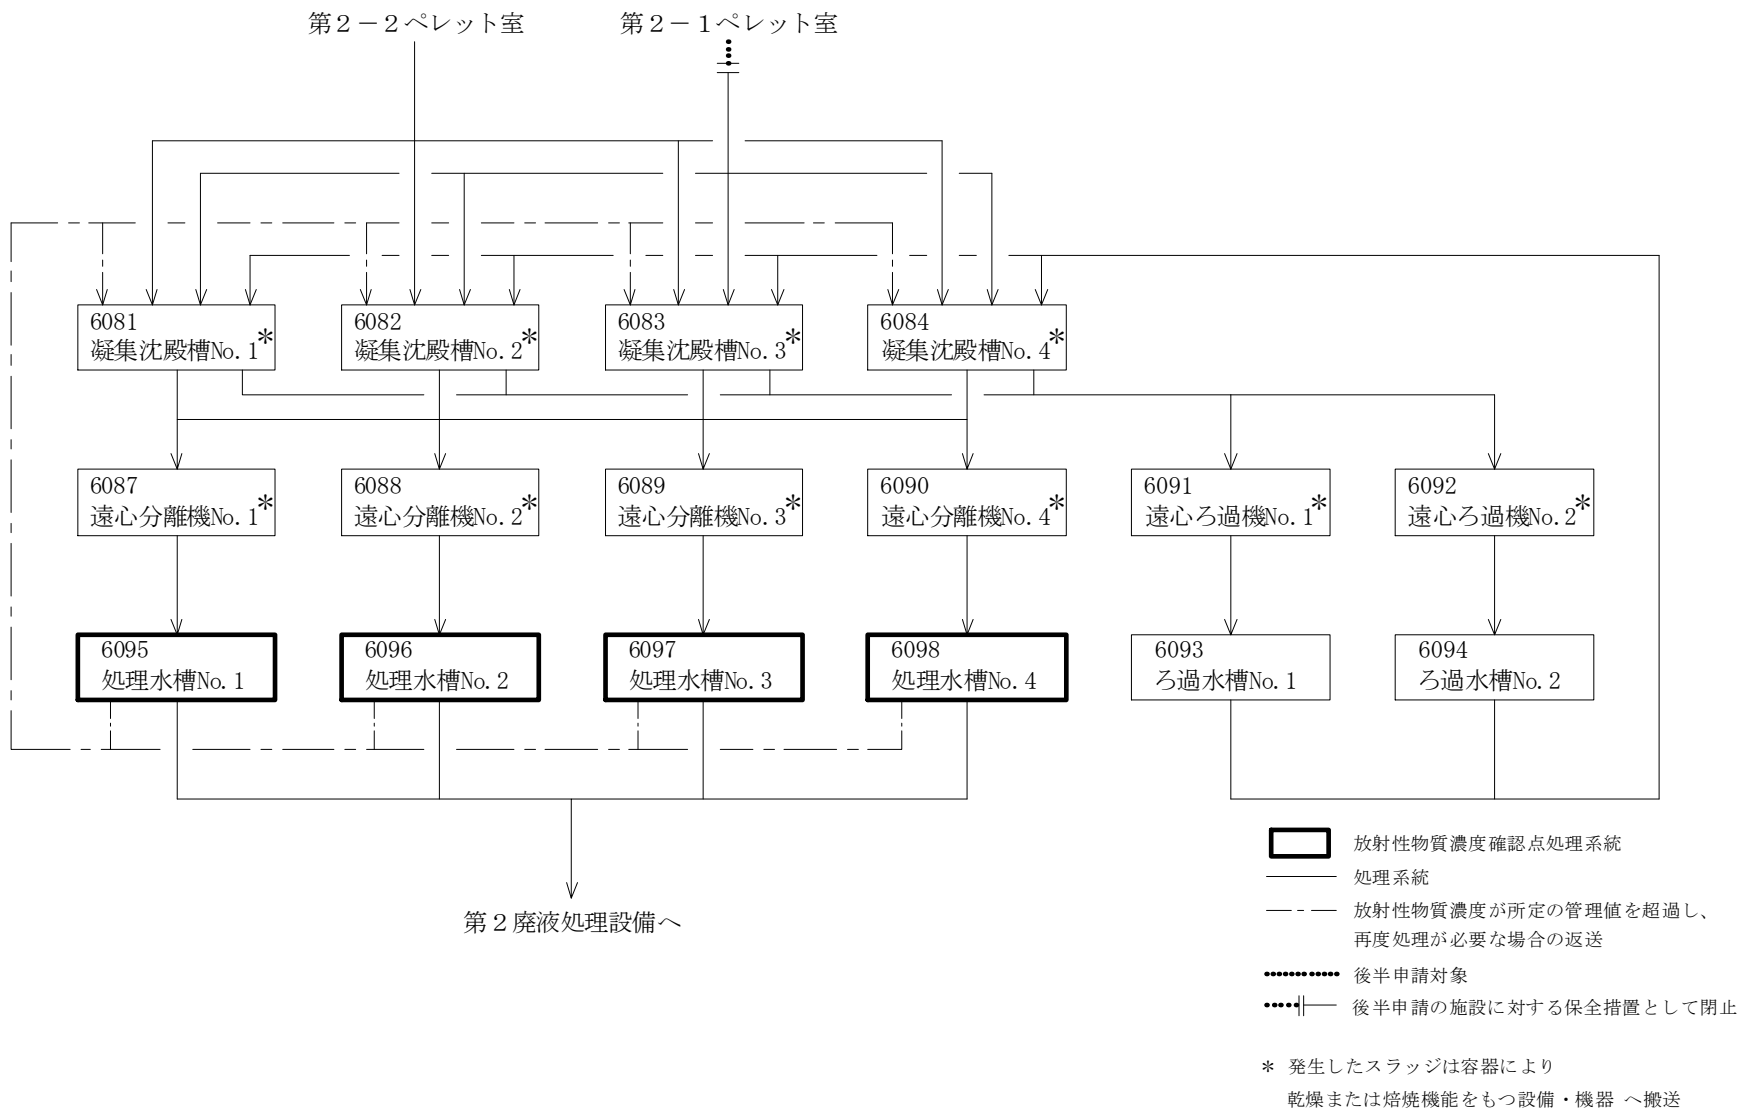 第２－２ペレット室
第２－１ペレット室
6081
凝集沈殿槽No.1*
6082
凝集沈殿槽No.2*
6083
凝集沈殿槽No.3*
6084
凝集沈殿槽No.4*
6087
遠心分離機No.1*
6088
遠心分離機No.2*
6089
遠心分離機No.3*
6090
遠心分離機No.4*
6091
遠心ろ過機No.1*
6092
遠心ろ過機No.2*
6095
処理水槽No.1
6096
処理水槽No.2
6097
処理水槽No.3
6098
処理水槽No.4
6093
ろ過水槽No.1
6094
ろ過水槽No.2
第２廃液処理設備へ
放射性物質濃度確認点処理系統
処理系統
放射性物質濃度が所定の管理値を超過し、
再度処理が必要な場合の返送
後半申請対象
後半申請の施設に対する保全措置として閉止
* 発生したスラッジは容器により
乾燥または焙焼機能をもつ設備・機器 へ搬送